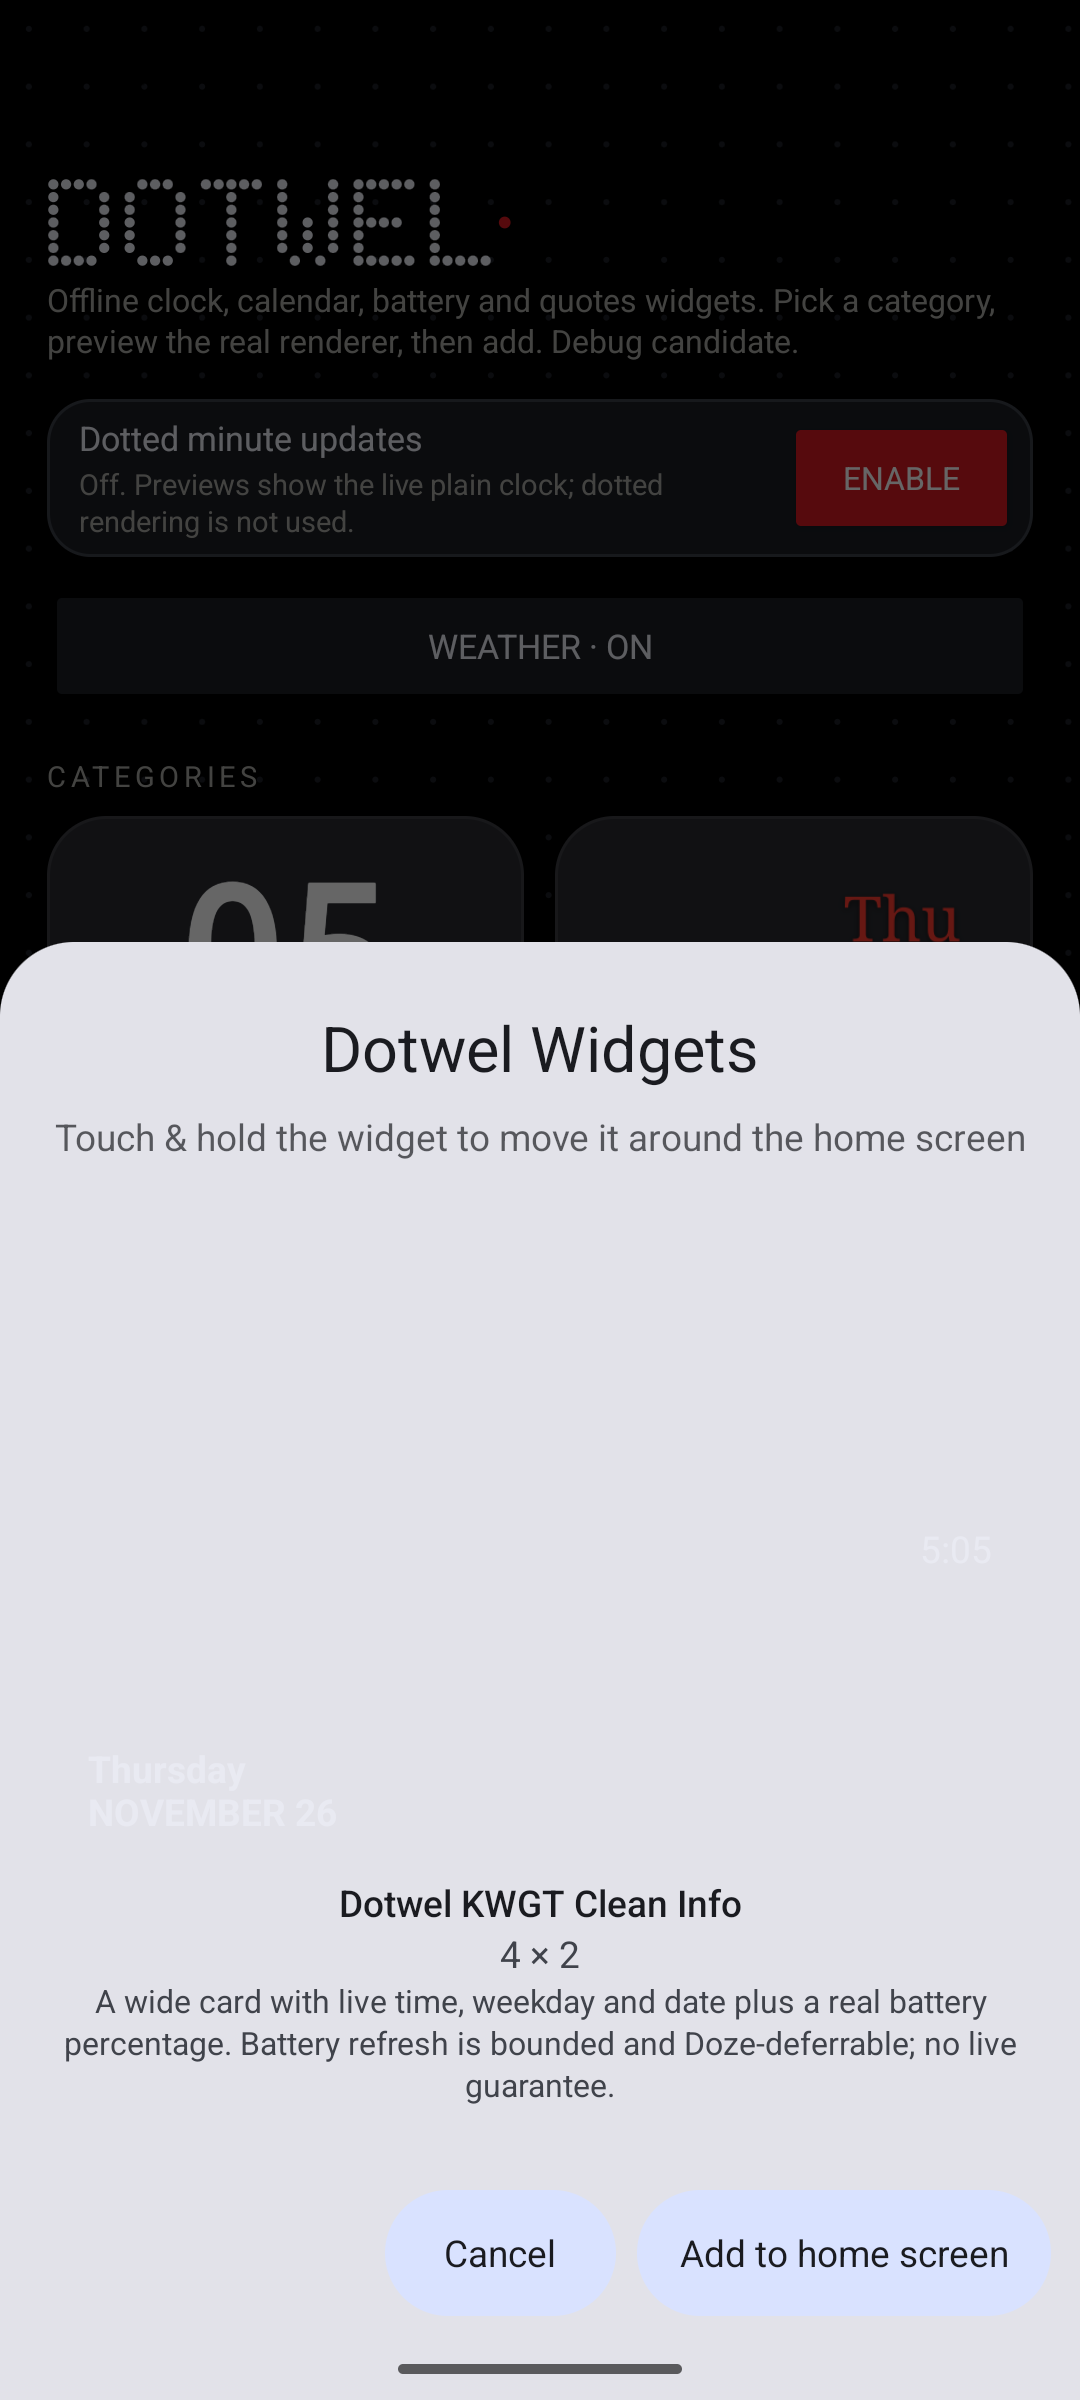 DOTWEL
Offline clock, calendar, battery and quotes widgets. Pick a category,
preview the real renderer, then add. Debug candidate.
Dotted minute updates
Off. Previews show the live plain clock; dotted
rendering is not used.
ENABLE
WEATHER · ON
CATEGORIES
05
Thu
Dotwel Widgets
Touch & hold the widget to move it around the home screen
5:05
Thursday
NOVEMBER 26
Dotwel KWGT Clean Info
4 × 2
A wide card with live time, weekday and date plus a real battery
percentage. Battery refresh is bounded and Doze-deferrable; no live
guarantee.
Cancel
Add to home screen